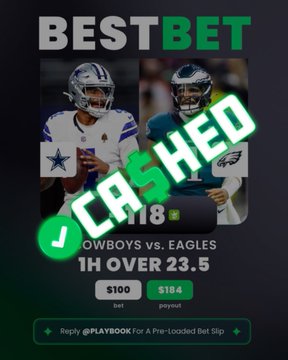 BESTBET
CA$HED
118
COWBOYS vs. EAGLES
1H OVER 23.5
$100
$184
bet
payout
Reply @PLAYBOOK For A Pre-Loaded Bet Slip